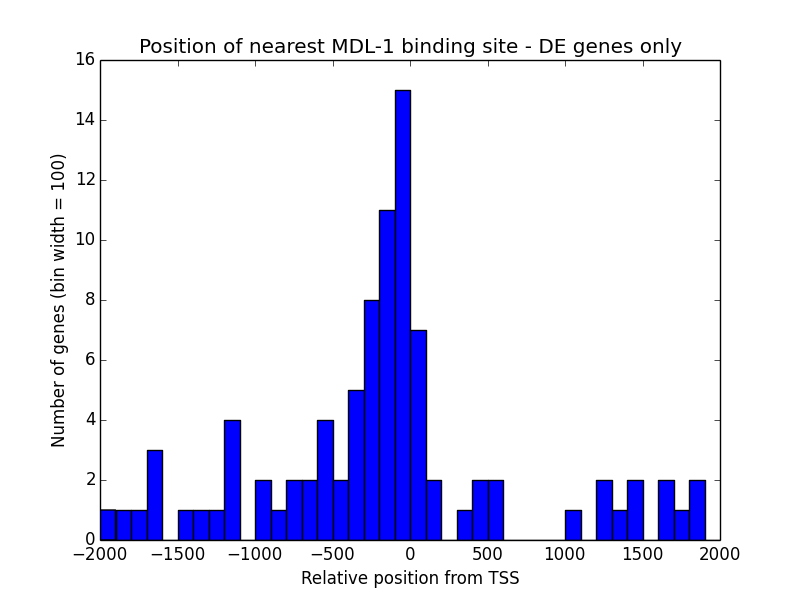 Position of nearest MDL-1 binding site - DE genes only
16
14
12
10
8
6
4
2
0
Number of genes (bin width = 100)
−2000 −1500 −1000 −500 0 500 1000 1500 2000
Relative position from TSS